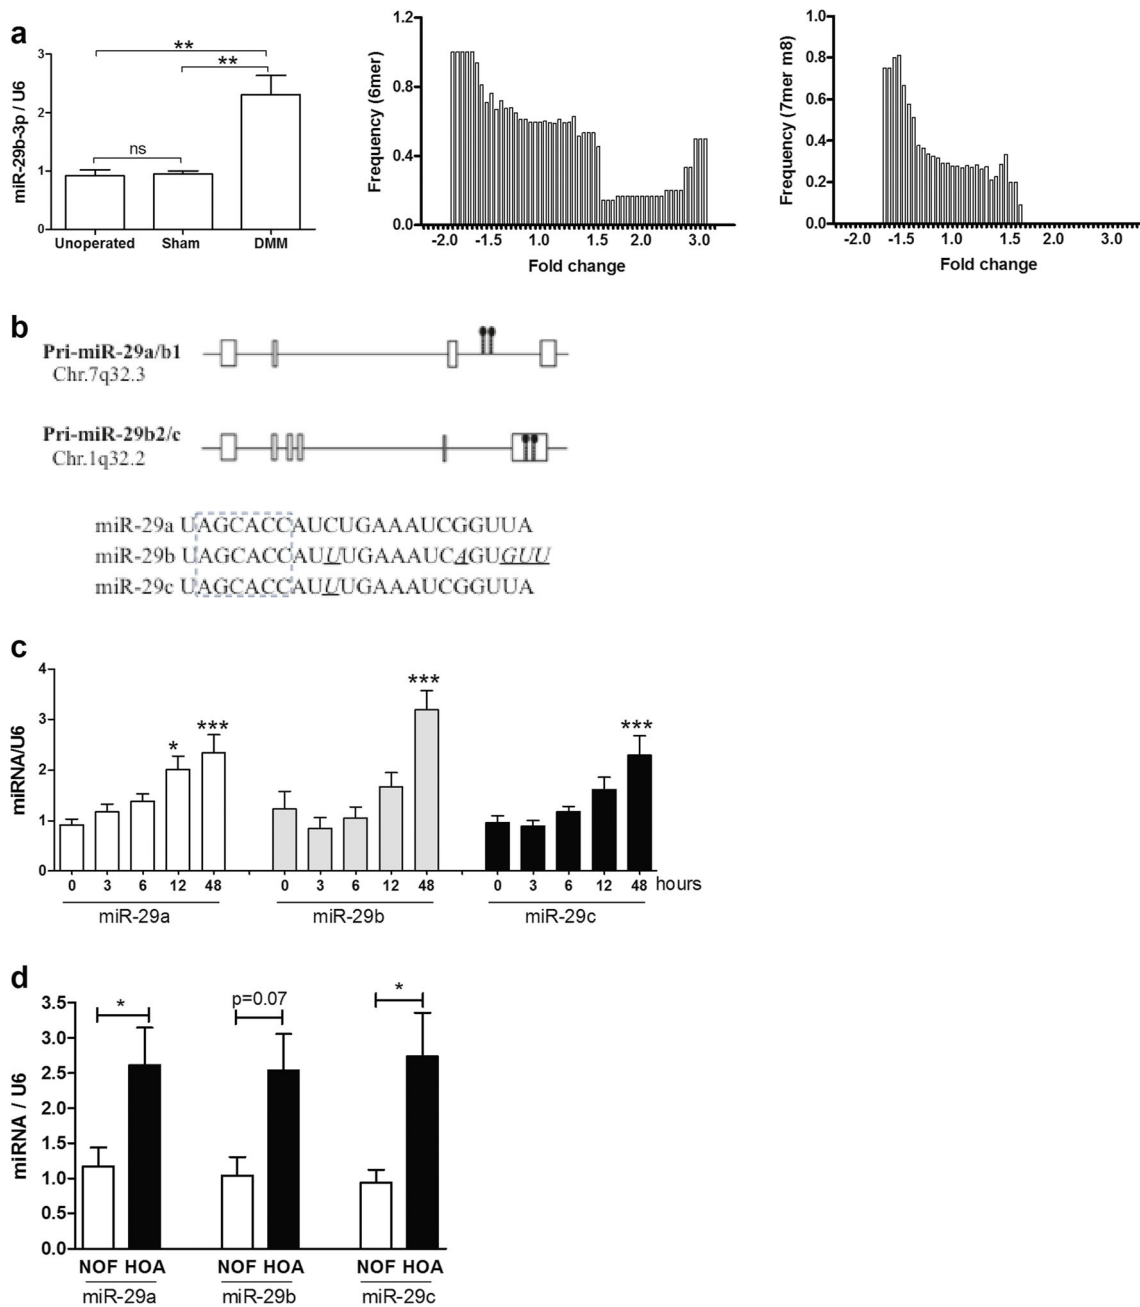 a
miR-29b-3p / U6
3
2
1
0
**
**
ns
Unoperated Sham DMM
Frequency (6mer)
1.2
0.8
0.4
0.0
-2.0 -1.5 1.0 1.5 2.0 3.0
Fold change
Frequency (7mer m8)
1.0
0.8
0.6
0.4
0.2
0.0
-2.0 -1.5 1.0 1.5 2.0 3.0
Fold change
b
Pri-miR-29a/b1
Chr.7q32.3
Pri-miR-29b2/c
Chr.1q32.2
miR-29a UAGCACCAUCUGAAAUCGGUUA
miR-29b UAGCACCAUUUGAAAUCAGUGUU
miR-29c UAGCACCAUUUGAAAUCGGUUA
c
miRNA/U6
4
3
2
1
0
* *** *** ***
0 3 6 12 48 0 3 6 12 48 0 3 6 12 48 hours
miR-29a miR-29b miR-29c
d
miRNA / U6
3.5
3.0
2.5
2.0
1.5
1.0
0.5
0.0
* p=0.07 *
NOF HOA NOF HOA NOF HOA
miR-29a miR-29b miR-29c